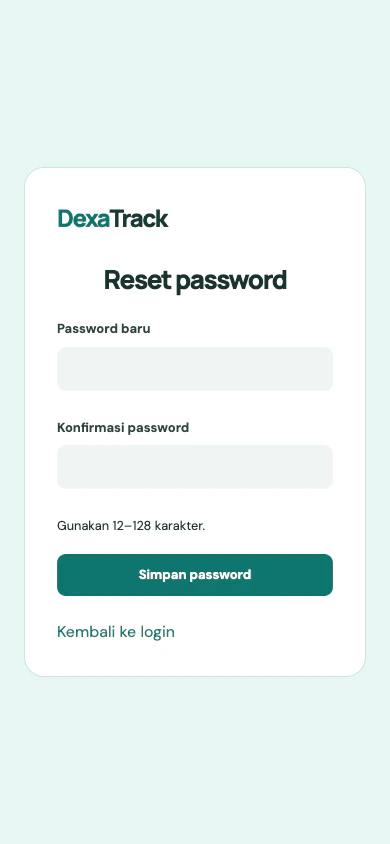 DexaTrack
Reset password
Password baru
Konfirmasi password
Gunakan 12–128 karakter.
Simpan password
Kembali ke login